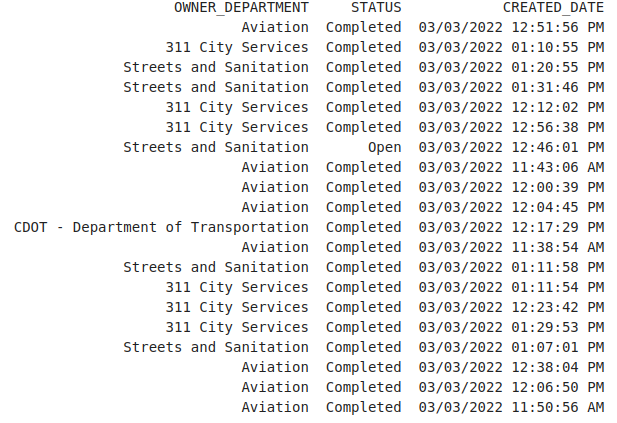 OWNER_DEPARTMENT STATUS CREATED_DATE
Aviation Completed 03/03/2022 12:51:56 PM
311 City Services Completed 03/03/2022 01:10:55 PM
Streets and Sanitation Completed 03/03/2022 01:20:55 PM
Streets and Sanitation Completed 03/03/2022 01:31:46 PM
311 City Services Completed 03/03/2022 12:12:02 PM
311 City Services Completed 03/03/2022 12:56:38 PM
Streets and Sanitation Open 03/03/2022 12:46:01 PM
Aviation Completed 03/03/2022 11:43:06 AM
Aviation Completed 03/03/2022 12:00:39 PM
Aviation Completed 03/03/2022 12:04:45 PM
CDOT - Department of Transportation Completed 03/03/2022 12:17:29 PM
Aviation Completed 03/03/2022 11:38:54 AM
Streets and Sanitation Completed 03/03/2022 01:11:58 PM
311 City Services Completed 03/03/2022 01:11:54 PM
311 City Services Completed 03/03/2022 12:23:42 PM
311 City Services Completed 03/03/2022 01:29:53 PM
Streets and Sanitation Completed 03/03/2022 01:07:01 PM
Aviation Completed 03/03/2022 12:38:04 PM
Aviation Completed 03/03/2022 12:06:50 PM
Aviation Completed 03/03/2022 11:50:56 AM